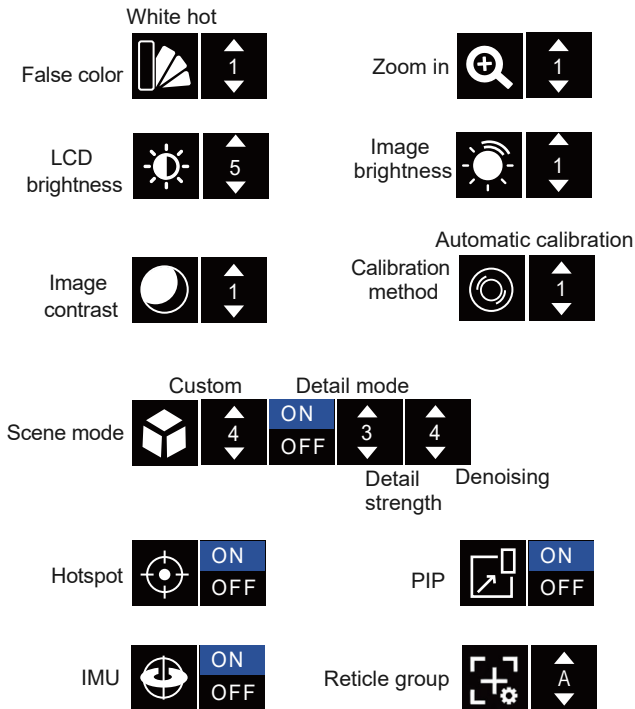 White hot
False color
1
Zoom in
1
LCD
brightness
5
Image
brightness
1
Image
contrast
1
Automatic calibration
Calibration
method
1
Custom
Detail mode
Scene mode
4
ON
OFF
3
4
Detail
strength
Denoising
Hotspot
ON
OFF
PIP
ON
OFF
IMU
ON
OFF
Reticle group
A